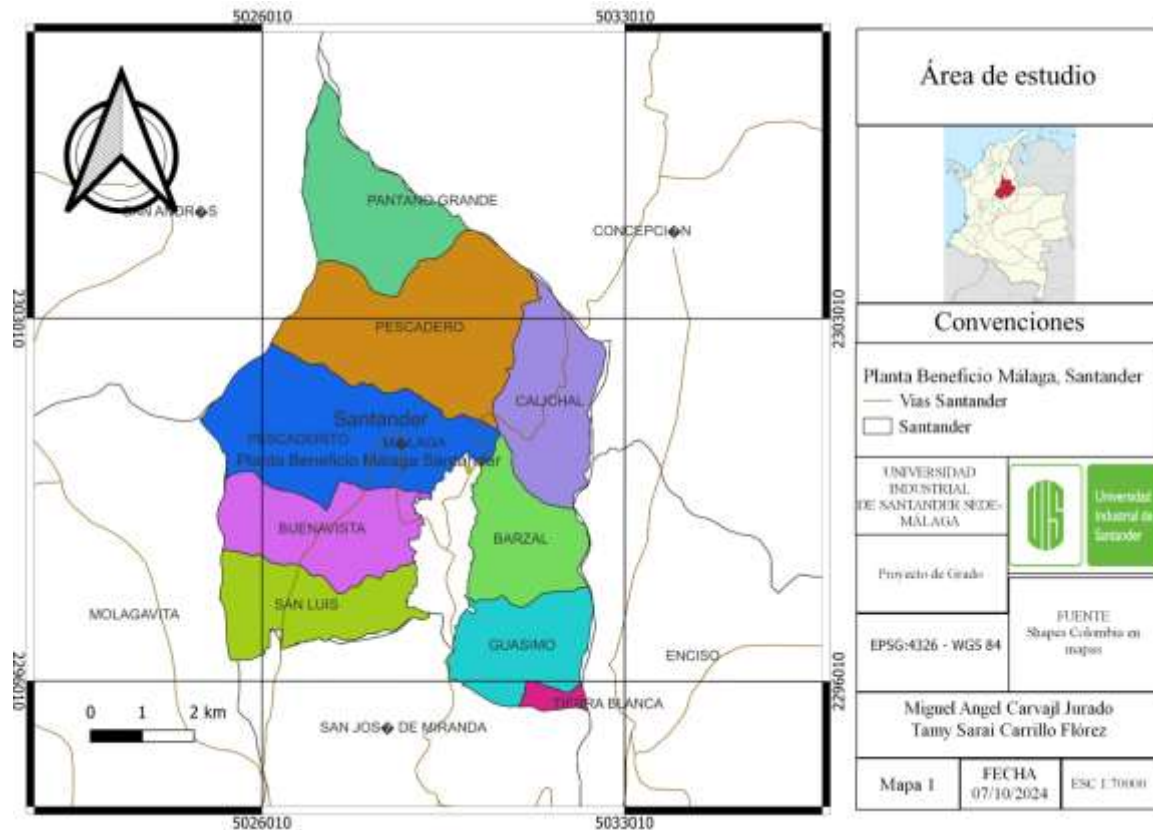 5026010
5033010
SAN ANDR�S
PANTANO GRANDE
CONCEPCI�N
2303010
2303010
PESCADERO
CALICHAL
Santander
PESCADERITO
M�LAGA
Planta Beneficio Málaga Santander
BUENAVISTA
BARZAL
SAN LUIS
MOLAGAVITA
GUASIMO
ENCISO
2296010
2296010
TIERRA BLANCA
0 1 2 km
SAN JOS� DE MIRANDA
5026010
5033010
Área de estudio
Convenciones
Planta Beneficio Málaga, Santander
Vias Santander
Santander
UNIVERSIDAD
INDUSTRIAL
DE SANTANDER SEDE-
MÁLAGA
UIS
Universidad
Industrial de
Santander
Proyecto de Grado
FUENTE
Shapes Colombia en
mapas
EPSG:4326 - WGS 84
Miguel Angel Carvajl Jurado
Tamy Sarai Carrillo Flórez
Mapa 1
FECHA
07/10/2024
ESC 1:70000